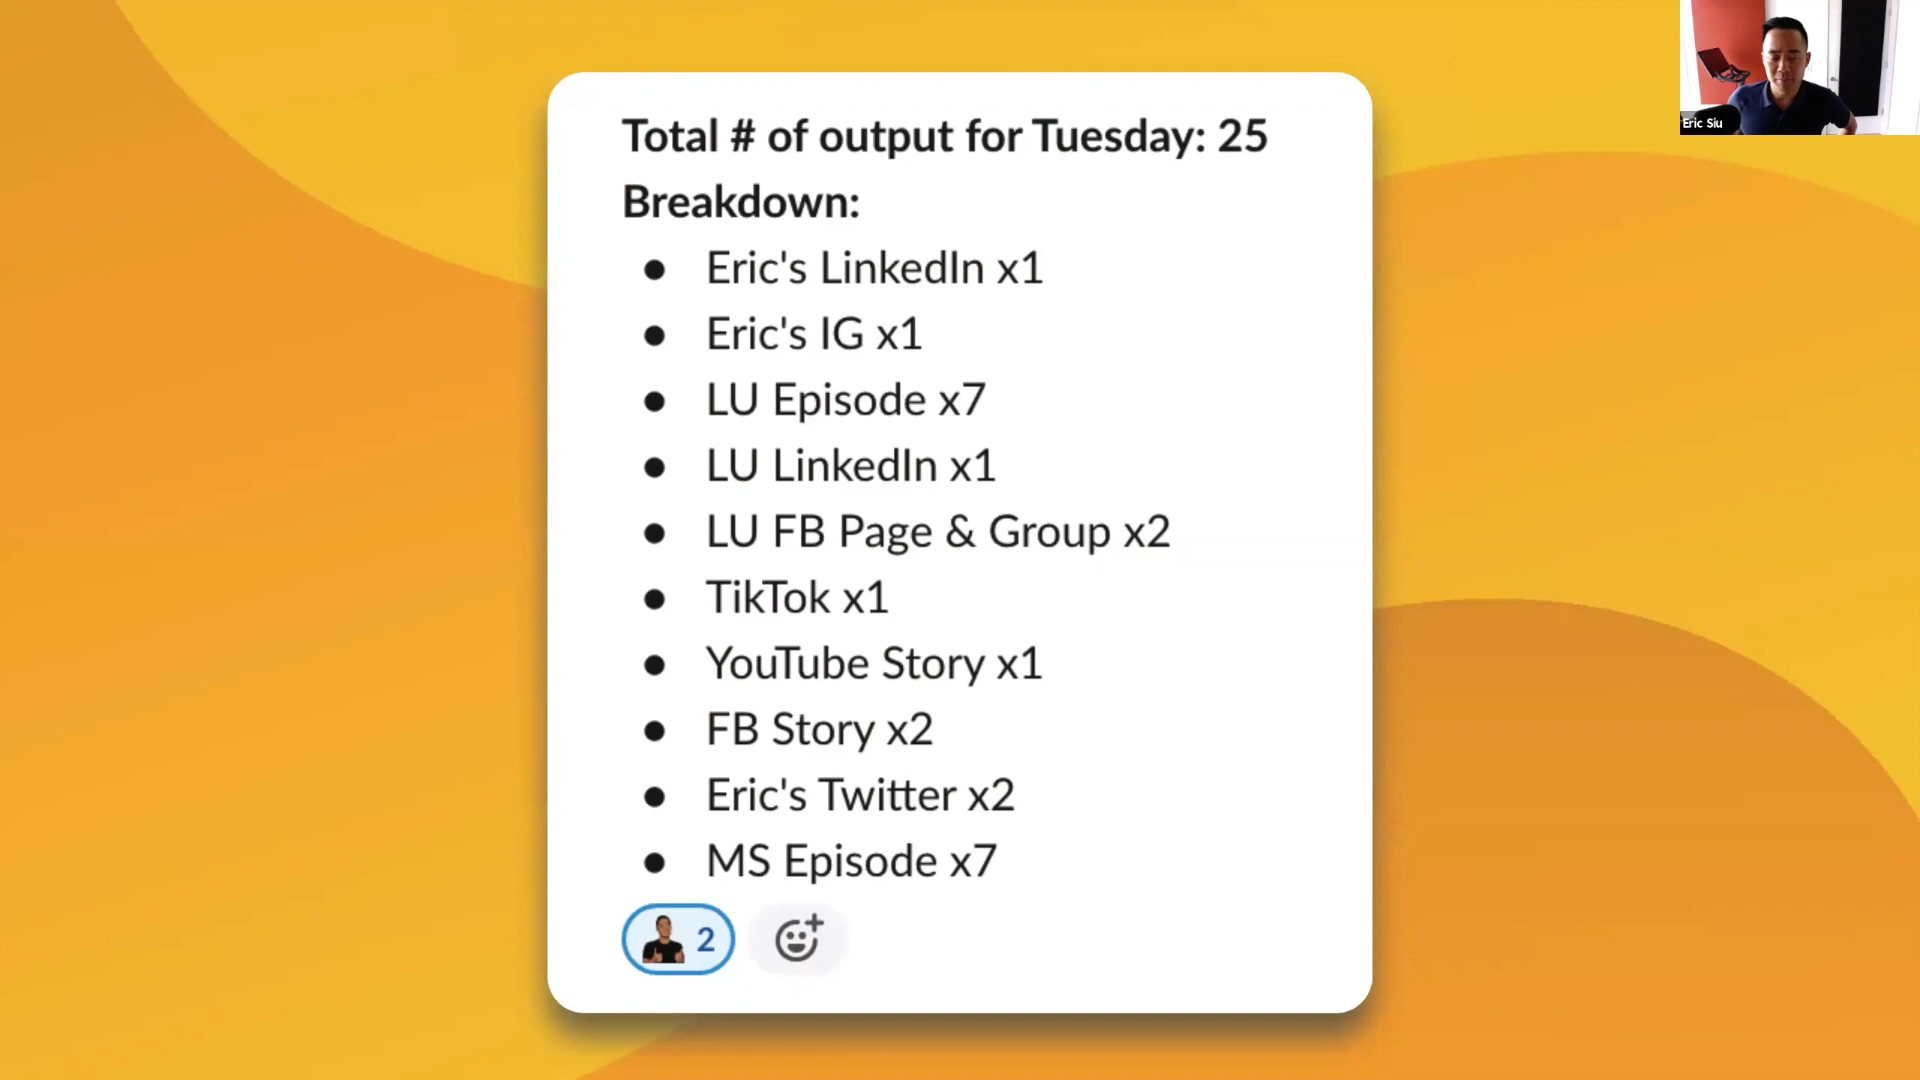 Total # of output for Tuesday: 25
Breakdown:
● Eric's LinkedIn x1
● Eric's IG x1
● LU Episode x7
● LU LinkedIn x1
● LU FB Page & Group x2
● TikTok x1
● YouTube Story x1
● FB Story x2
● Eric's Twitter x2
● MS Episode x7
2
Eric Siu